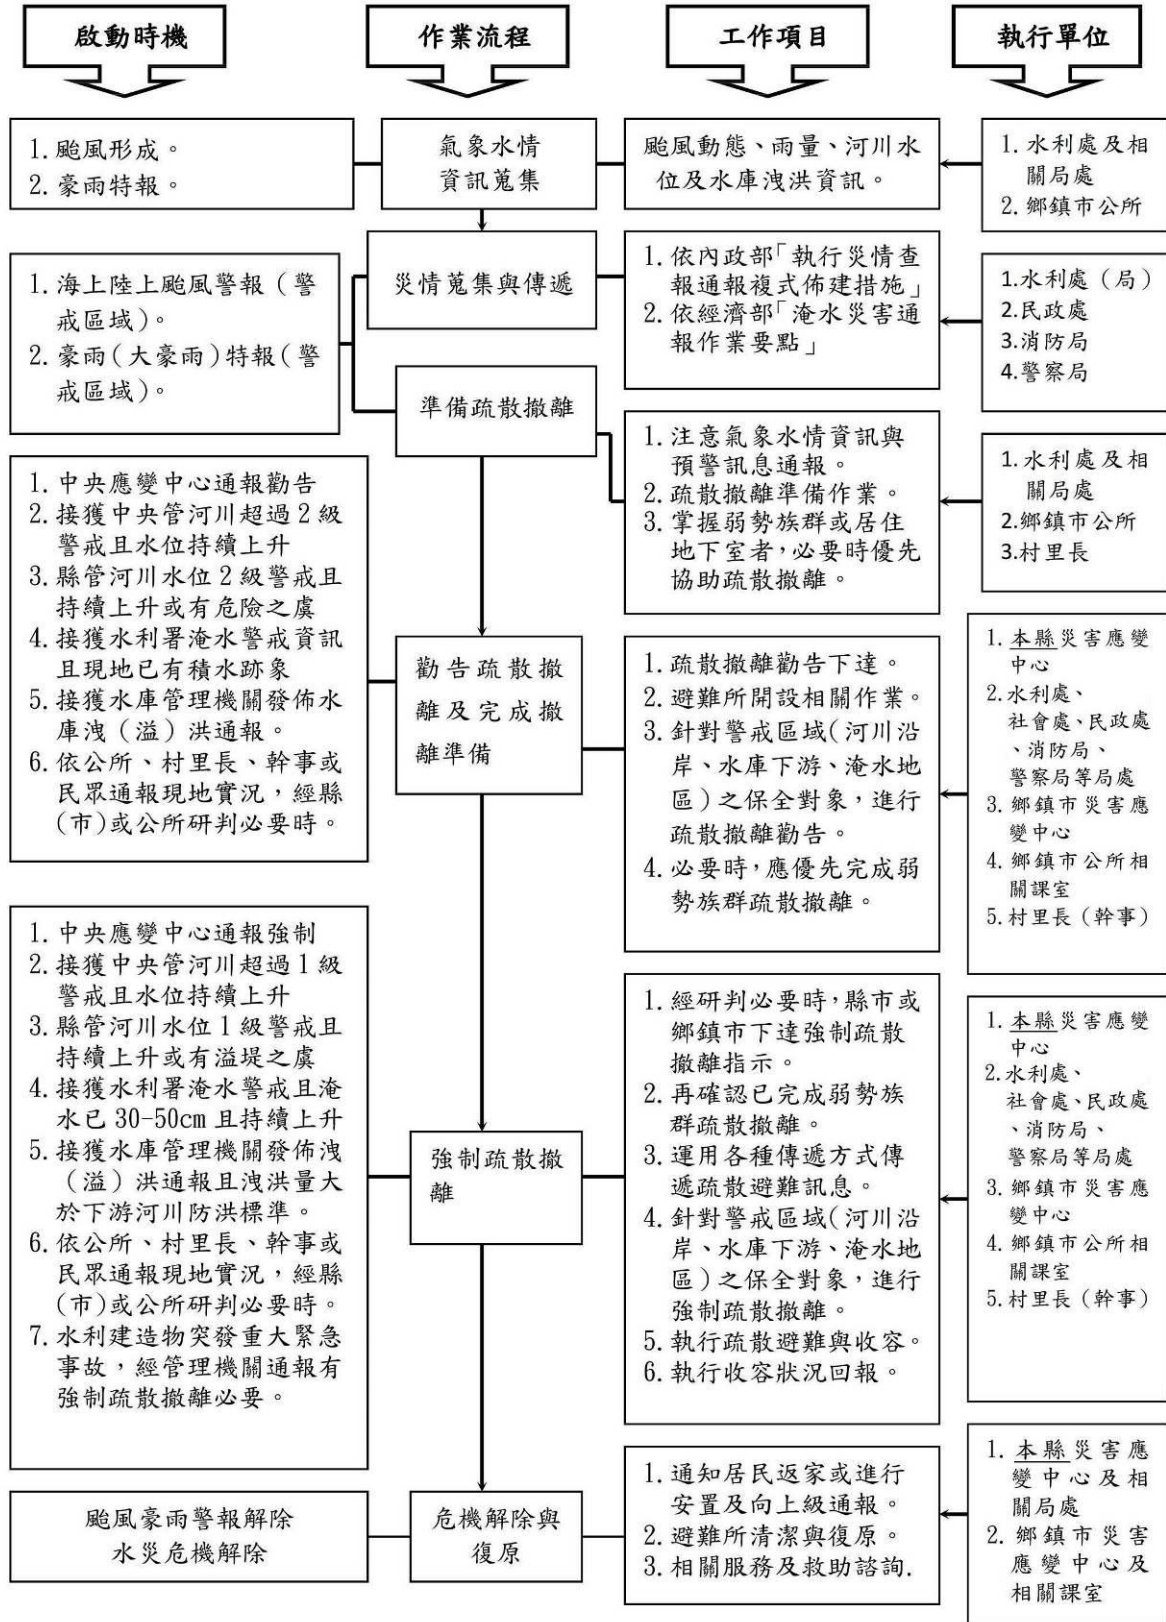 啟動時機
作業流程
工作項目
執行單位
1. 颱風形成。
2. 豪雨特報。
氣象水情
資訊蒐集
颱風動態、雨量、河川水
位及水庫洩洪資訊。
1. 水利處及相
關局處
2. 鄉鎮市公所
1. 海上陸上颱風警報（警
戒區域）。
2. 豪雨(大豪雨)特報(警
戒區域)。
災情蒐集與傳遞
1. 依內政部「執行災情查
報通報複式佈建措施」
2. 依經濟部「淹水災害通
報作業要點」
1.水利處（局）
2.民政處
3.消防局
4.警察局
準備疏散撤離
1. 注意氣象水情資訊與
預警訊息通報。
2. 疏散撤離準備作業。
3. 掌握弱勢族群或居住
地下室者,必要時優先
協助疏散撤離。
1.水利處及相
關局處
2.鄉鎮市公所
3.村里長
1. 中央應變中心通報勸告
2. 接獲中央管河川超過2級
警戒且水位持續上升
3. 縣管河川水位2級警戒且
持續上升或有危險之虞
4. 接獲水利署淹水警戒資訊
且現地已有積水跡象
5. 接獲水庫管理機關發佈水
庫洩（溢）洪通報。
6. 依公所、村里長、幹事或
民眾通報現地實況，經縣
(市)或公所研判必要時。
勸告疏散撤
離及完成撤
離準備
1. 疏散撤離勸告下達。
2. 避難所開設相關作業。
3. 針對警戒區域(河川沿
岸、水庫下游、淹水地
區)之保全對象，進行
疏散撤離勸告。
4. 必要時,應優先完成弱
勢族群疏散撤離。
1. 本縣災害應變
中心
2.水利處、
社會處、民政處
、消防局、
警察局等局處
3. 鄉鎮市災害應
變中心
4. 鄉鎮市公所相
關課室
5.村里長（幹事）
1. 中央應變中心通報強制
2. 接獲中央管河川超過1級
警戒且水位持續上升
3. 縣管河川水位1級警戒且
持續上升或有溢堤之虞
4. 接獲水利署淹水警戒且淹
水已30-50cm且持續上升
5. 接獲水庫管理機關發佈洩
（溢）洪通報且洩洪量大
於下游河川防洪標準。
6. 依公所、村里長、幹事或
民眾通報現地實況，經縣
(市)或公所研判必要時。
7. 水利建造物突發重大緊急
事故，經管理機關通報有
強制疏散撤離必要。
強制疏散撤
離
1. 經研判必要時,縣市或
鄉鎮市下達強制疏散
撤離指示。
2. 再確認已完成弱勢族
群疏散撤離。
3. 運用各種傳遞方式傳
遞疏散避難訊息。
4. 針對警戒區域(河川沿
岸、水庫下游、淹水地
區)之保全對象，進行
強制疏散撤離。
5. 執行疏散避難與收容。
6. 執行收容狀況回報。
1. 本縣災害應變
中心
2.水利處、
社會處、民政處
、消防局、
警察局等局處
3. 鄉鎮市災害應
變中心
4. 鄉鎮市公所相
關課室
5.村里長（幹事）
颱風豪雨警報解除
水災危機解除
危機解除與
復原
1. 通知居民返家或進行
安置及向上級通報。
2. 避難所清潔與復原。
3. 相關服務及救助諮詢.
1. 本縣災害應
變中心及相
關局處
2. 鄉鎮市災害
應變中心及
相關課室